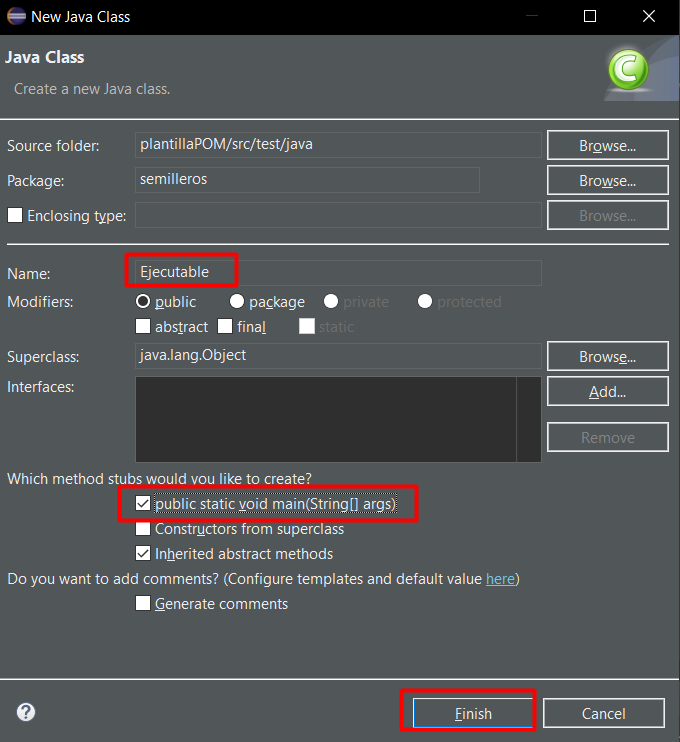 New Java Class
Java Class
Create a new Java class.
Source folder: plantillaPOM/src/test/java Browse...
Package: semilleros Browse...
Enclosing type: Browse...
Name: Ejecutable
Modifiers: public package private protected
abstract final static
Superclass: java.lang.Object Browse...
Interfaces: Add...
Remove
Which method stubs would you like to create?
public static void main(String[] args)
Constructors from superclass
Inherited abstract methods
Do you want to add comments? (Configure templates and default value here)
Generate comments
? Finish Cancel